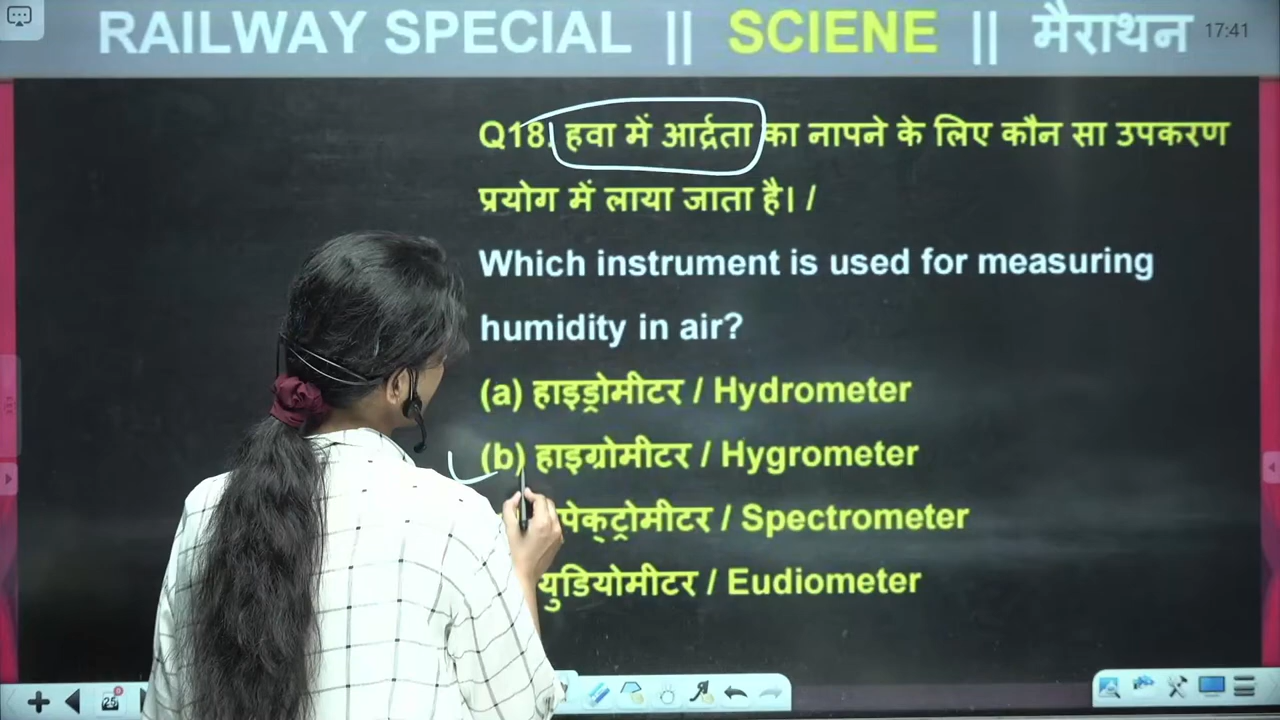 RAILWAY SPECIAL || SCIENE || मैराथन 17:41
Q18. हवा में आर्द्रता का नापने के लिए कौन सा उपकरण
प्रयोग में लाया जाता है। /
Which instrument is used for measuring
humidity in air?
(a) हाइड्रोमीटर / Hydrometer
(b) हाइग्रोमीटर / Hygrometer
पेक्ट्रोमीटर / Spectrometer
युडियोमीटर / Eudiometer
25